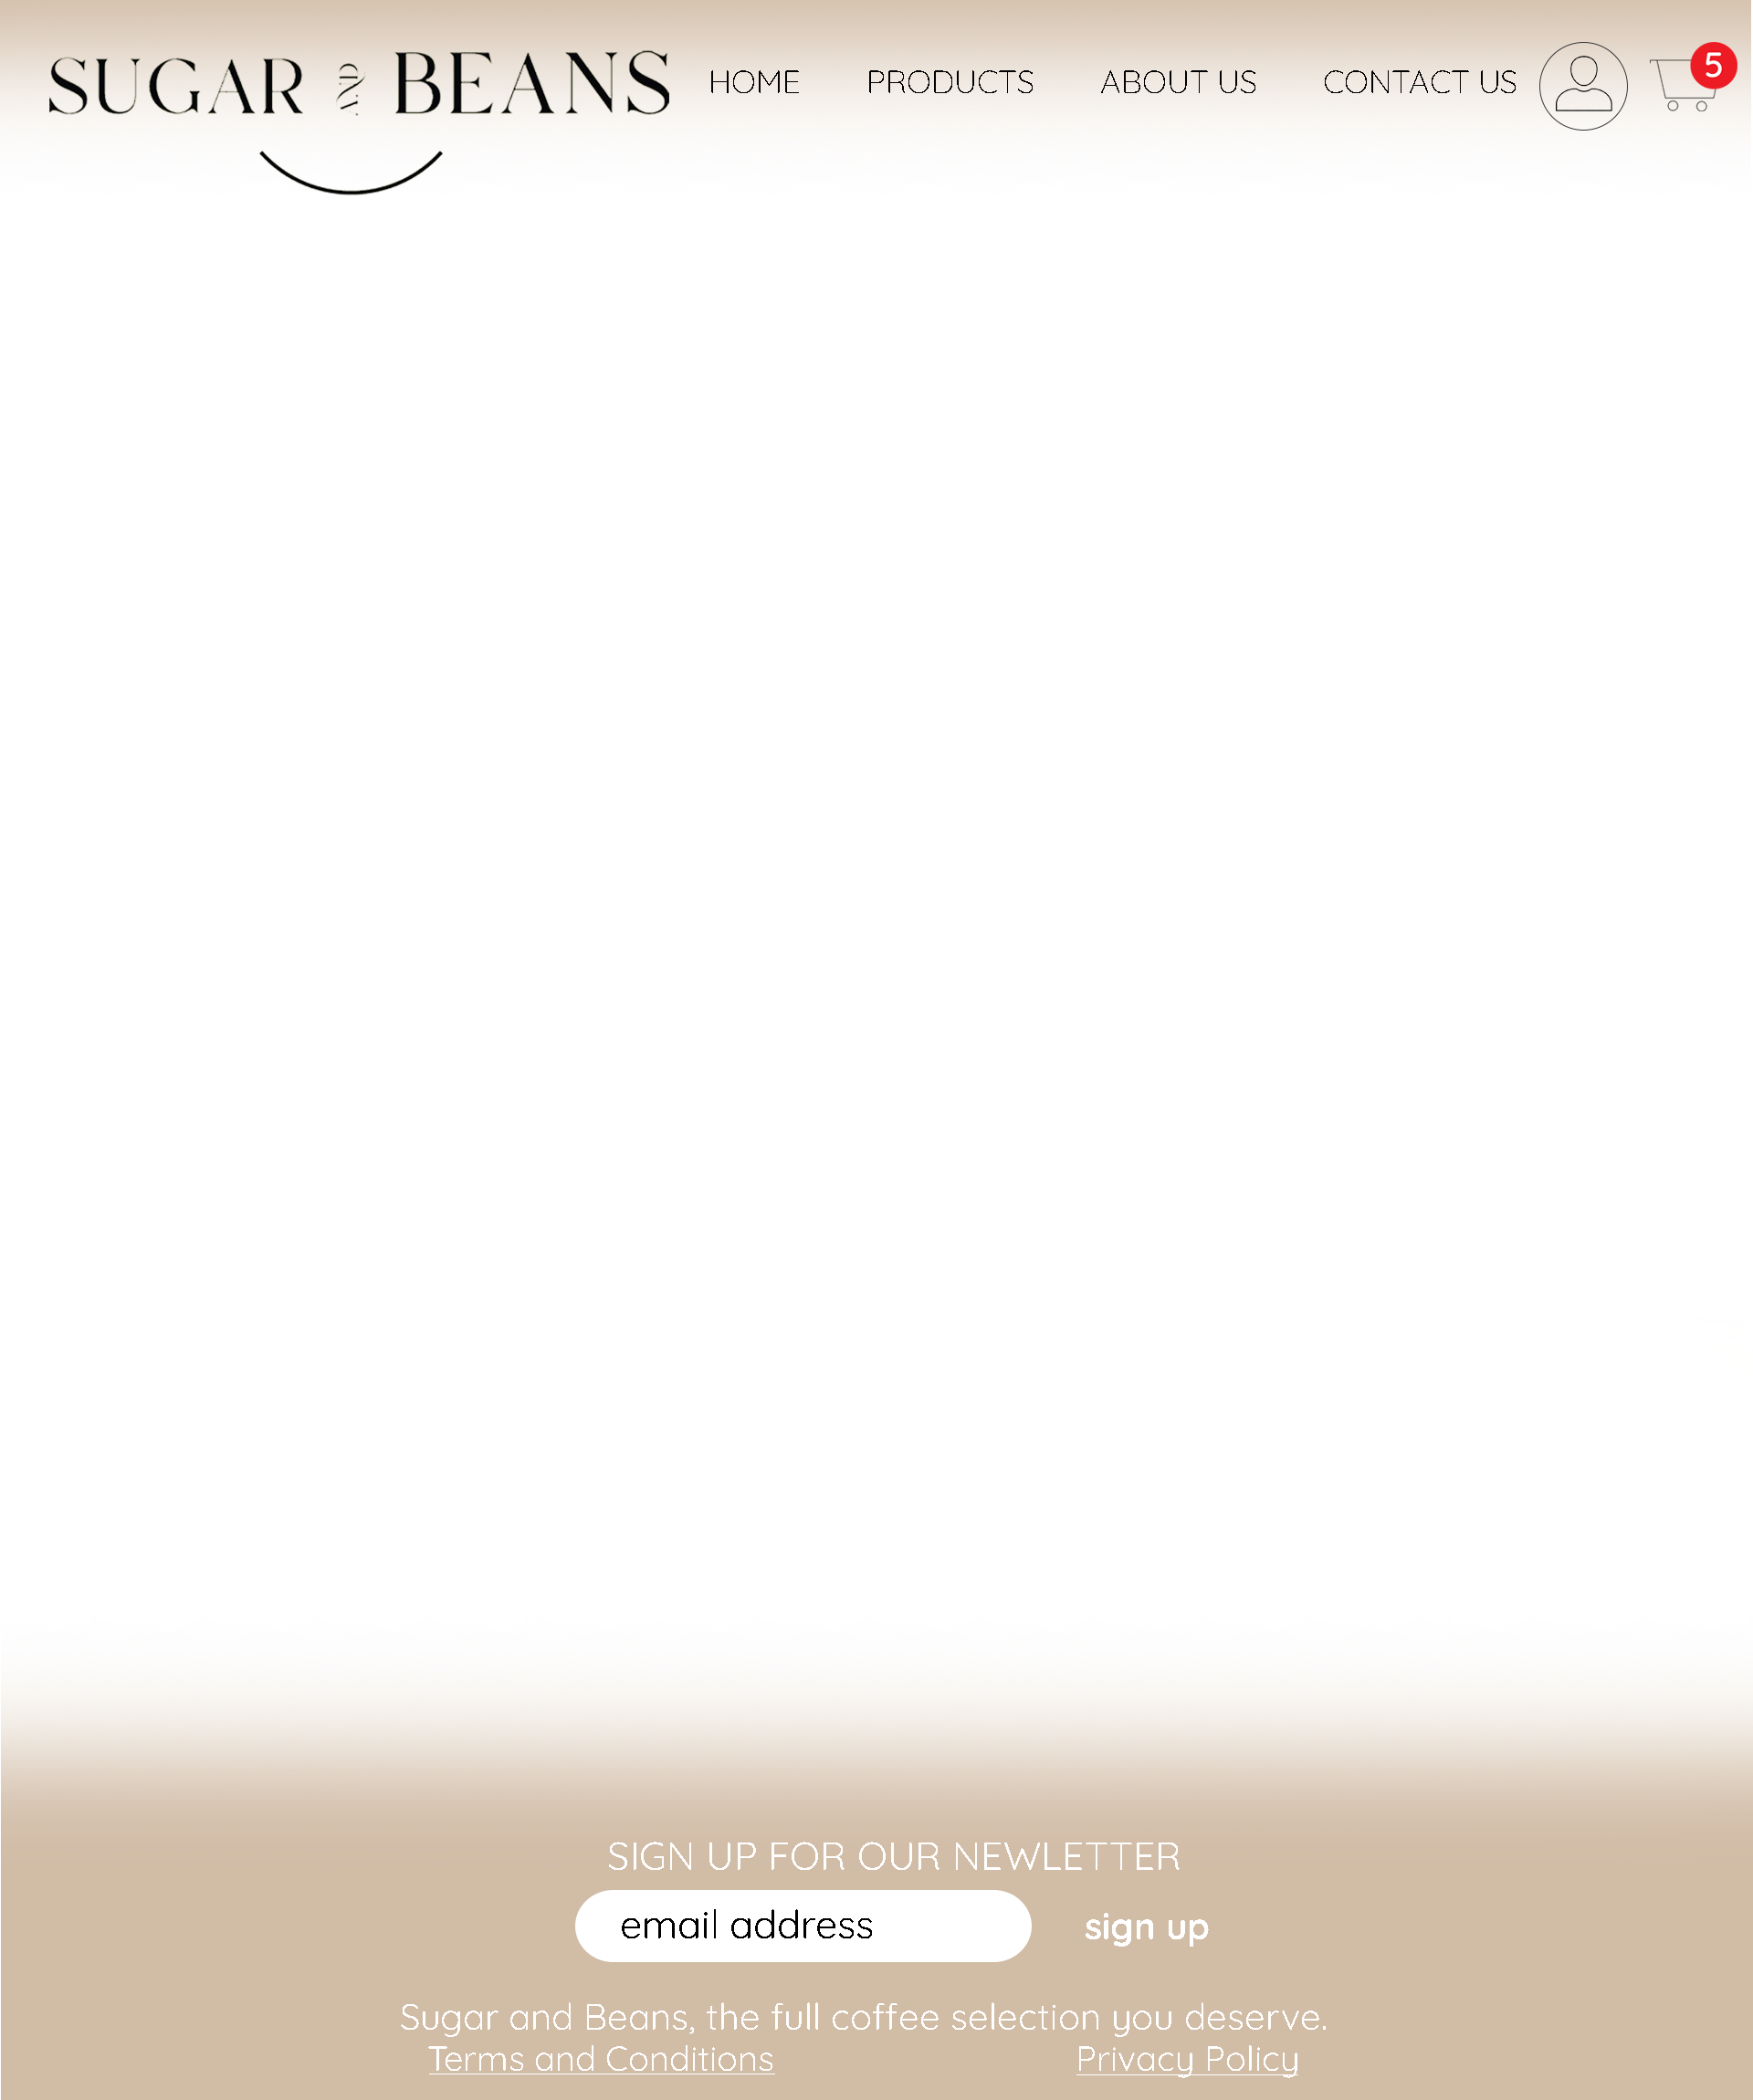 SUGAR AND BEANS
HOME PRODUCTS ABOUT US CONTACT US 5
SIGN UP FOR OUR NEWLETTER
email address sign up
Sugar and Beans, the full coffee selection you deserve.
Terms and Conditions Privacy Policy